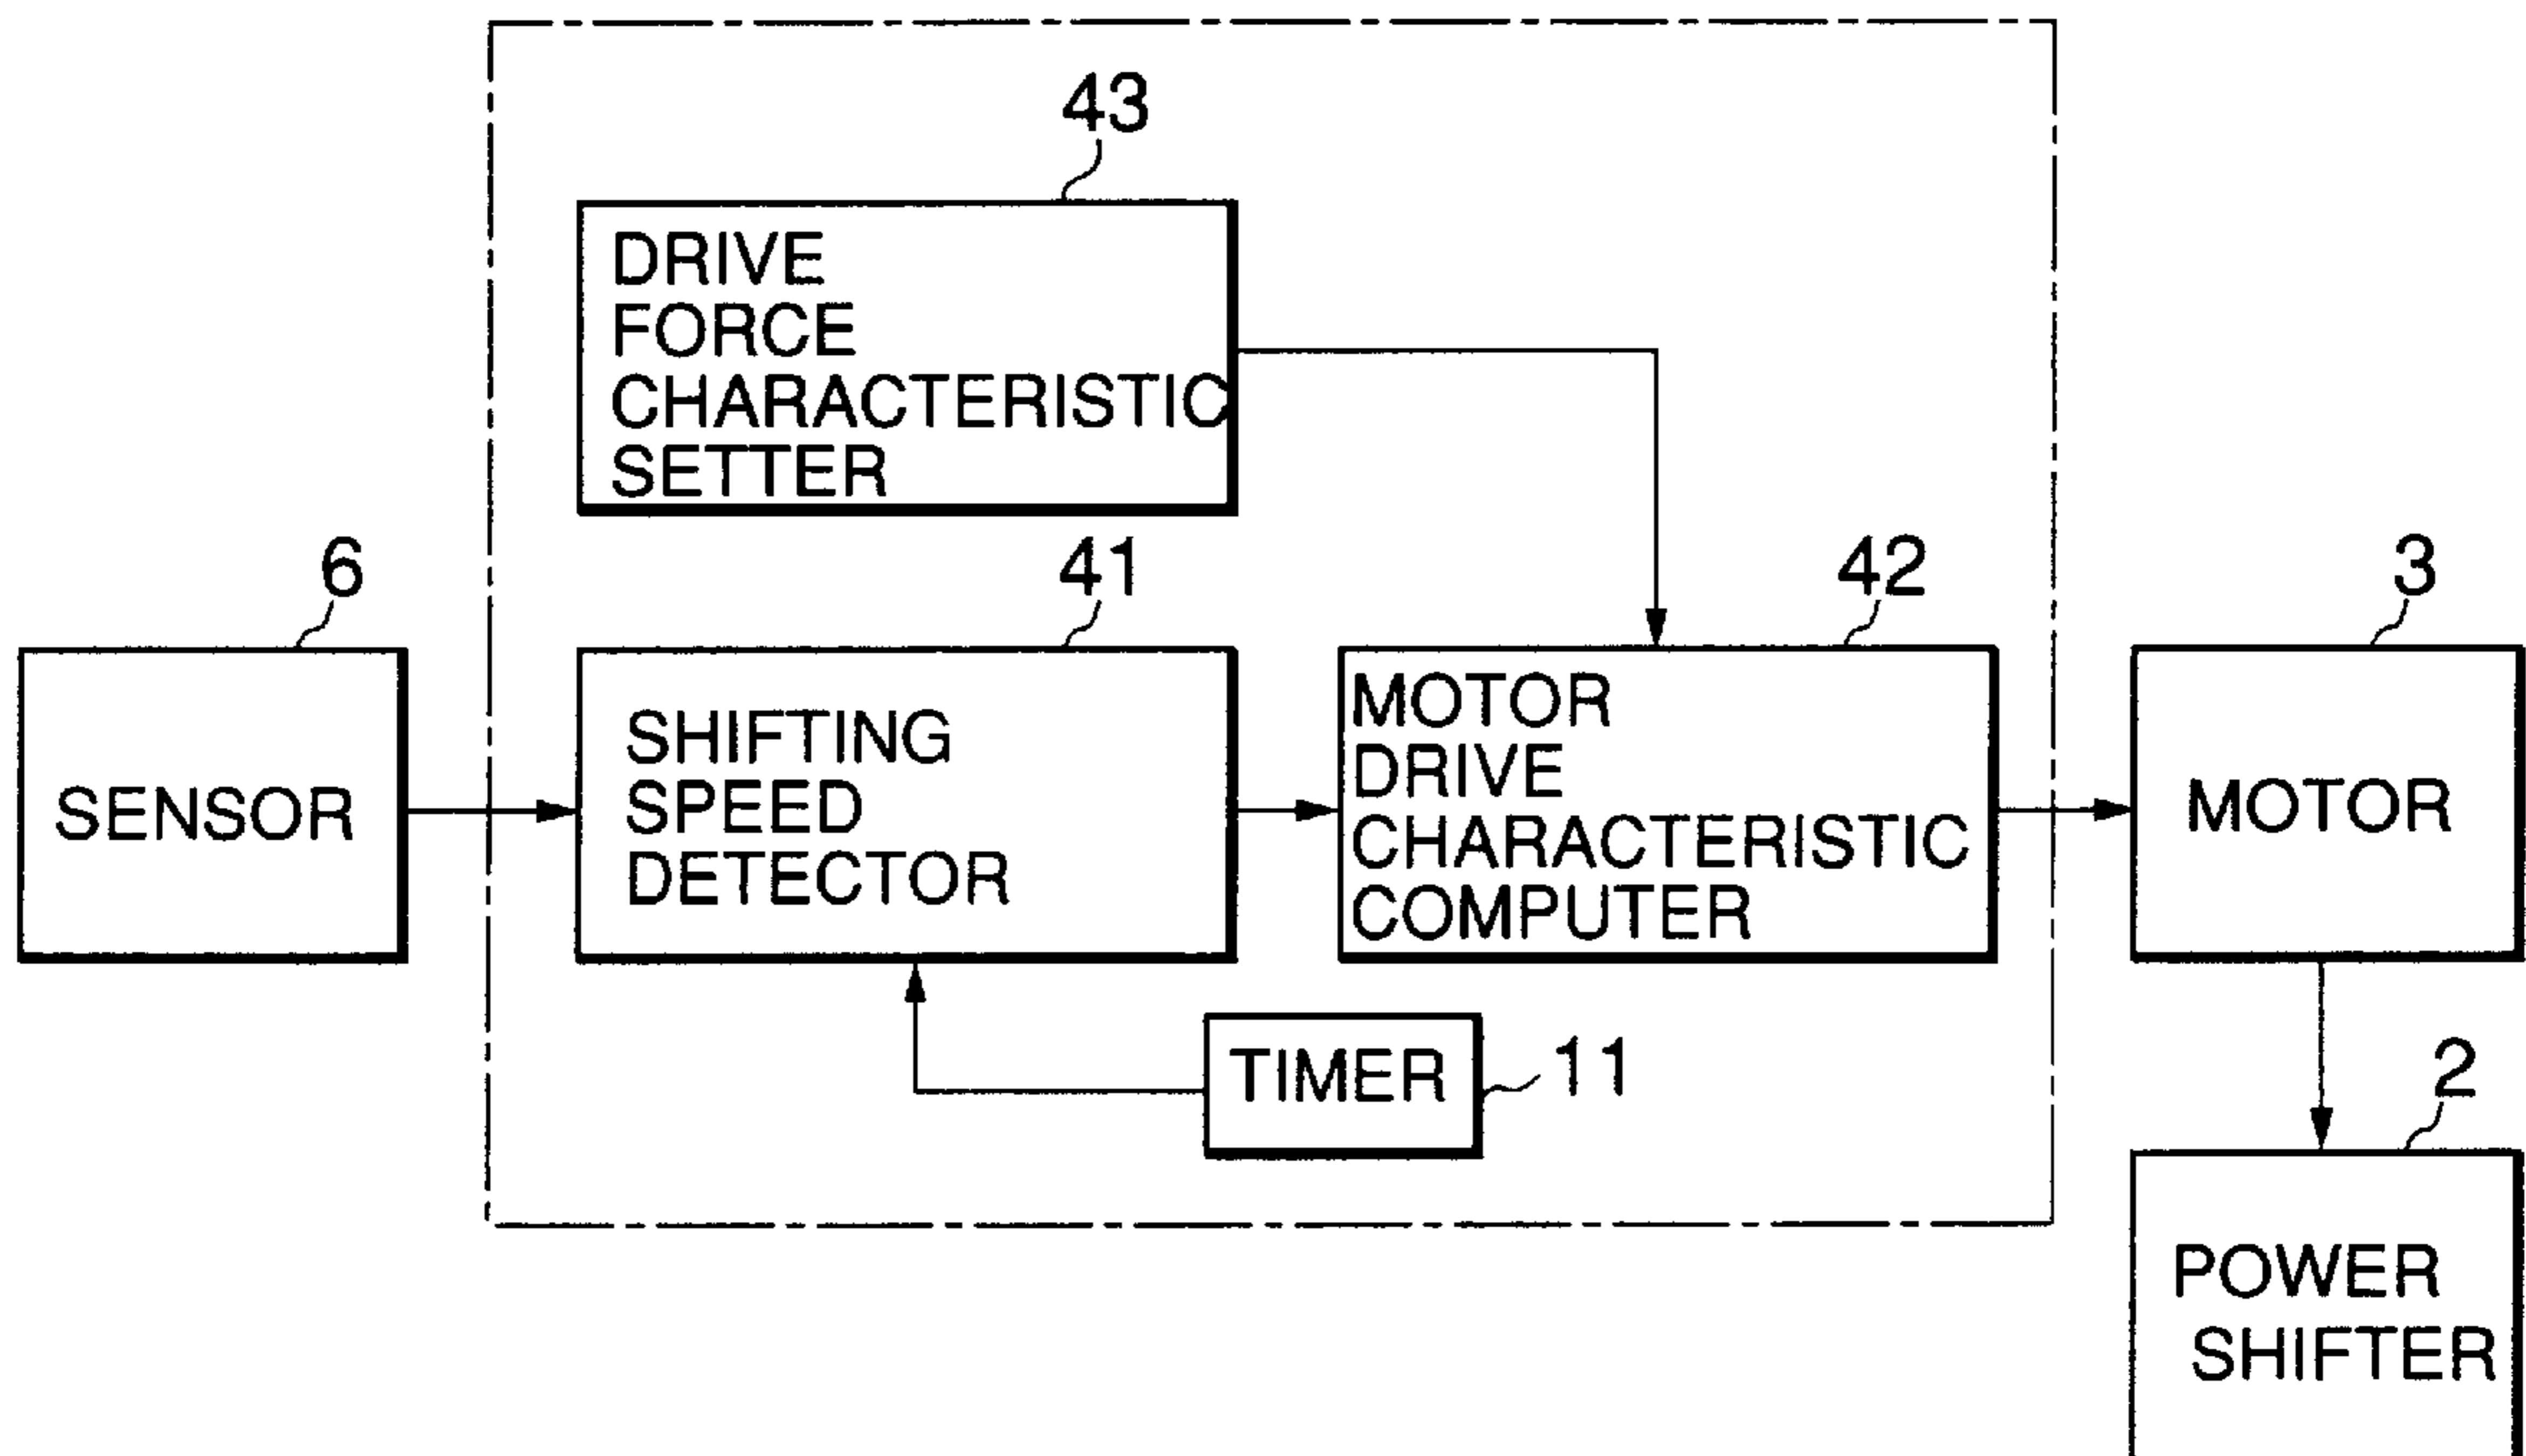 43
DRIVE
FORCE
CHARACTERISTIC
SETTER
6
41
42
3
SENSOR
SHIFTING
SPEED
DETECTOR
MOTOR
DRIVE
CHARACTERISTIC
COMPUTER
MOTOR
TIMER
11
2
POWER
SHIFTER